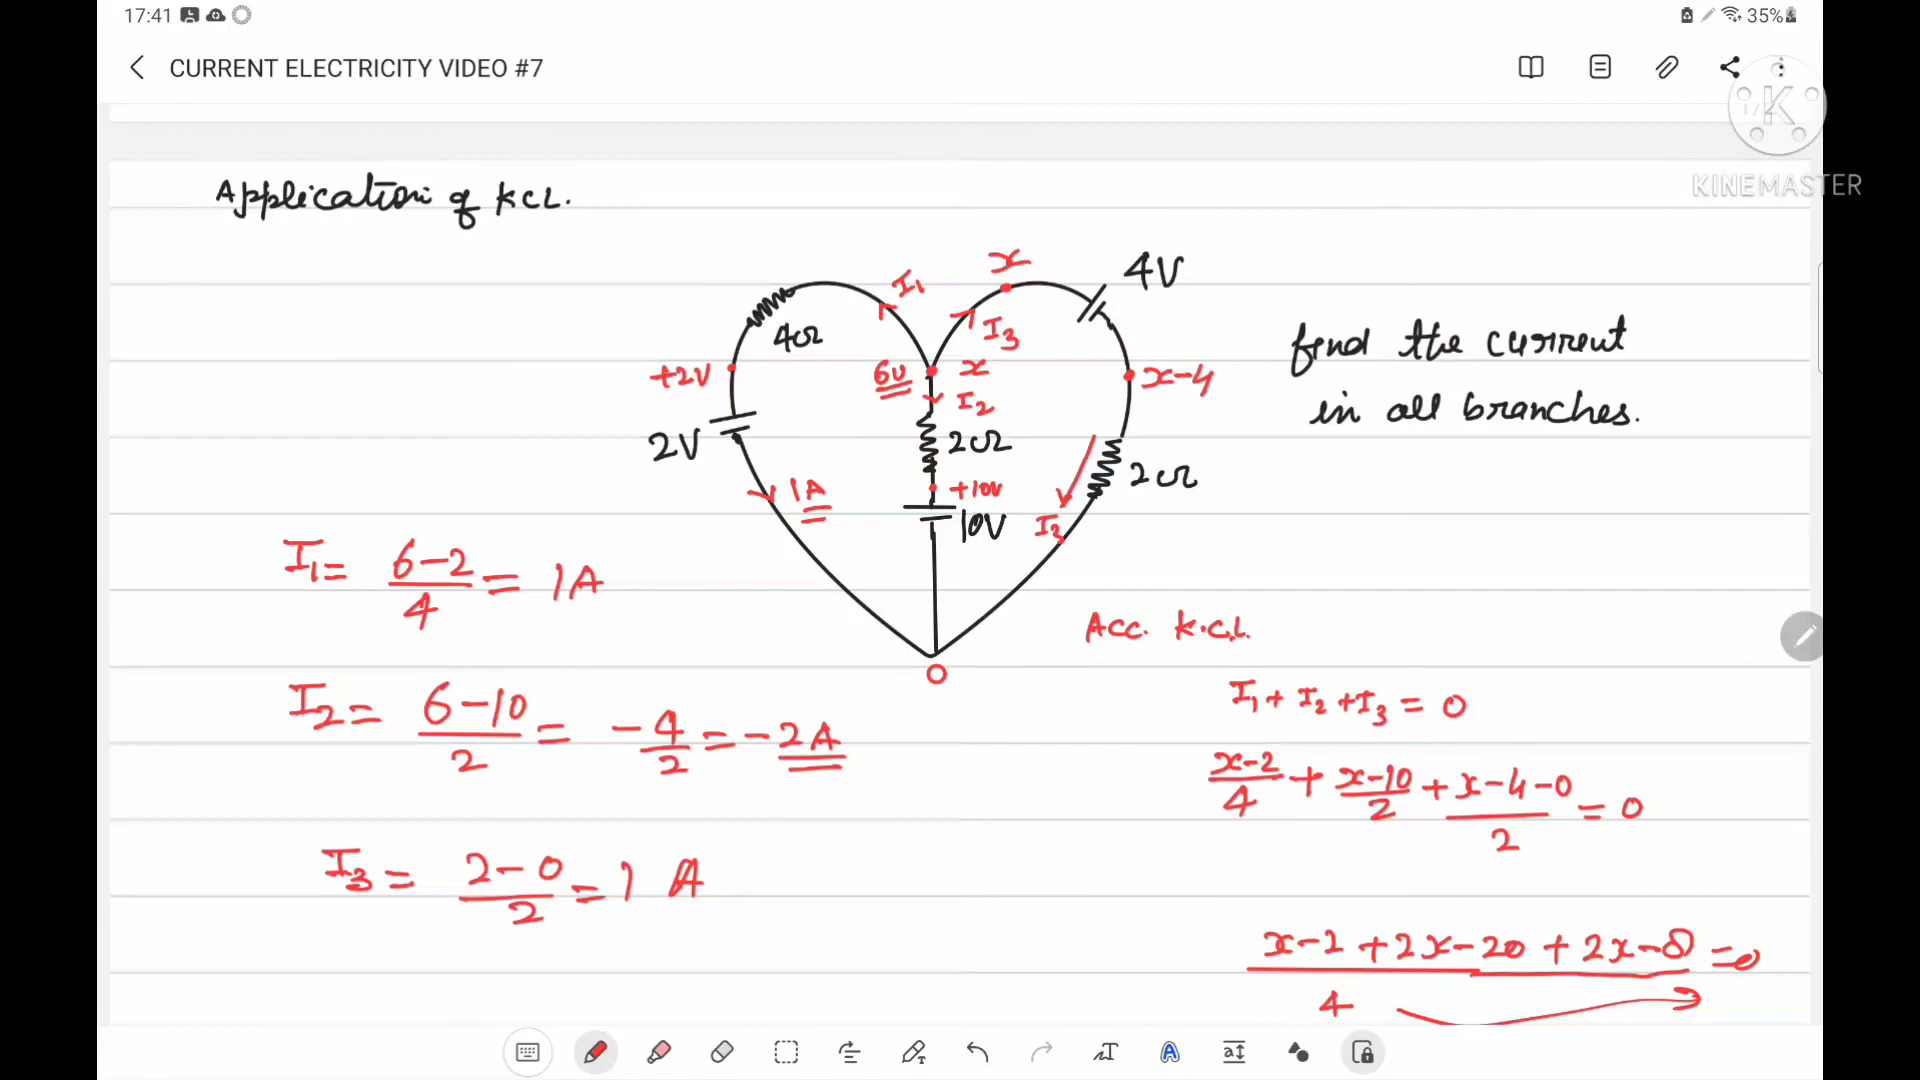 17:41
35%
CURRENT ELECTRICITY VIDEO #7
K
KINEMASTER
Application of KCL.
x
4V
I₁
4Ω
I₃
find the current
in all branches.
+2V
6V
x
x-4
I₂
2V
2Ω
2Ω
1A
+10V
10V
I₃
0
I₁ = 6-2/4 = 1A
Acc. K.C.L.
I₂ = 6-10/2 = -4/2 = -2A
I₁ + I₂ + I₃ = 0
x-2/4 + x-10/2 + x-4-0/2 = 0
I₃ = 2-0/2 = 1 A
x-2+2x-20+2x-8/4 = 0